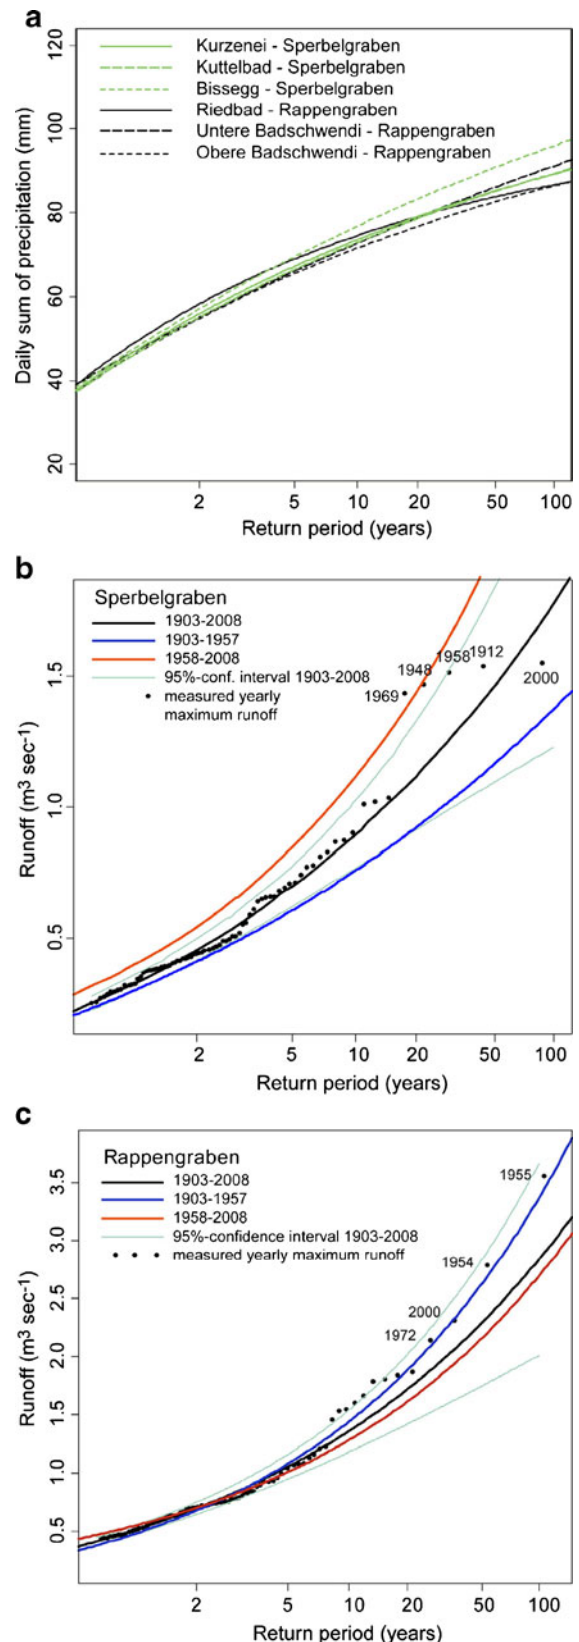 a
120
100
80
60
40
20
Daily sum of precipitation (mm)
Kurzenei - Sperbelgraben
Kuttelbad - Sperbelgraben
Bissegg - Sperbelgraben
Riedbad - Rappengraben
Untere Badschwendi - Rappengraben
Obere Badschwendi - Rappengraben
2 5 10 20 50 100
Return period (years)
b
Sperbelgraben
1903-2008
1903-1957
1958-2008
95%-conf. interval 1903-2008
measured yearly
maximum runoff
1.5
1.0
0.5
Runoff (m³ sec⁻¹)
1969
1948
1958
1912
2000
2 5 10 20 50 100
Return period (years)
c
Rappengraben
1903-2008
1903-1957
1958-2008
95%-confidence interval 1903-2008
measured yearly maximum runoff
3.5
3.0
2.5
2.0
1.5
1.0
0.5
Runoff (m³ sec⁻¹)
1955
1954
2000
1972
2 5 10 20 50 100
Return period (years)